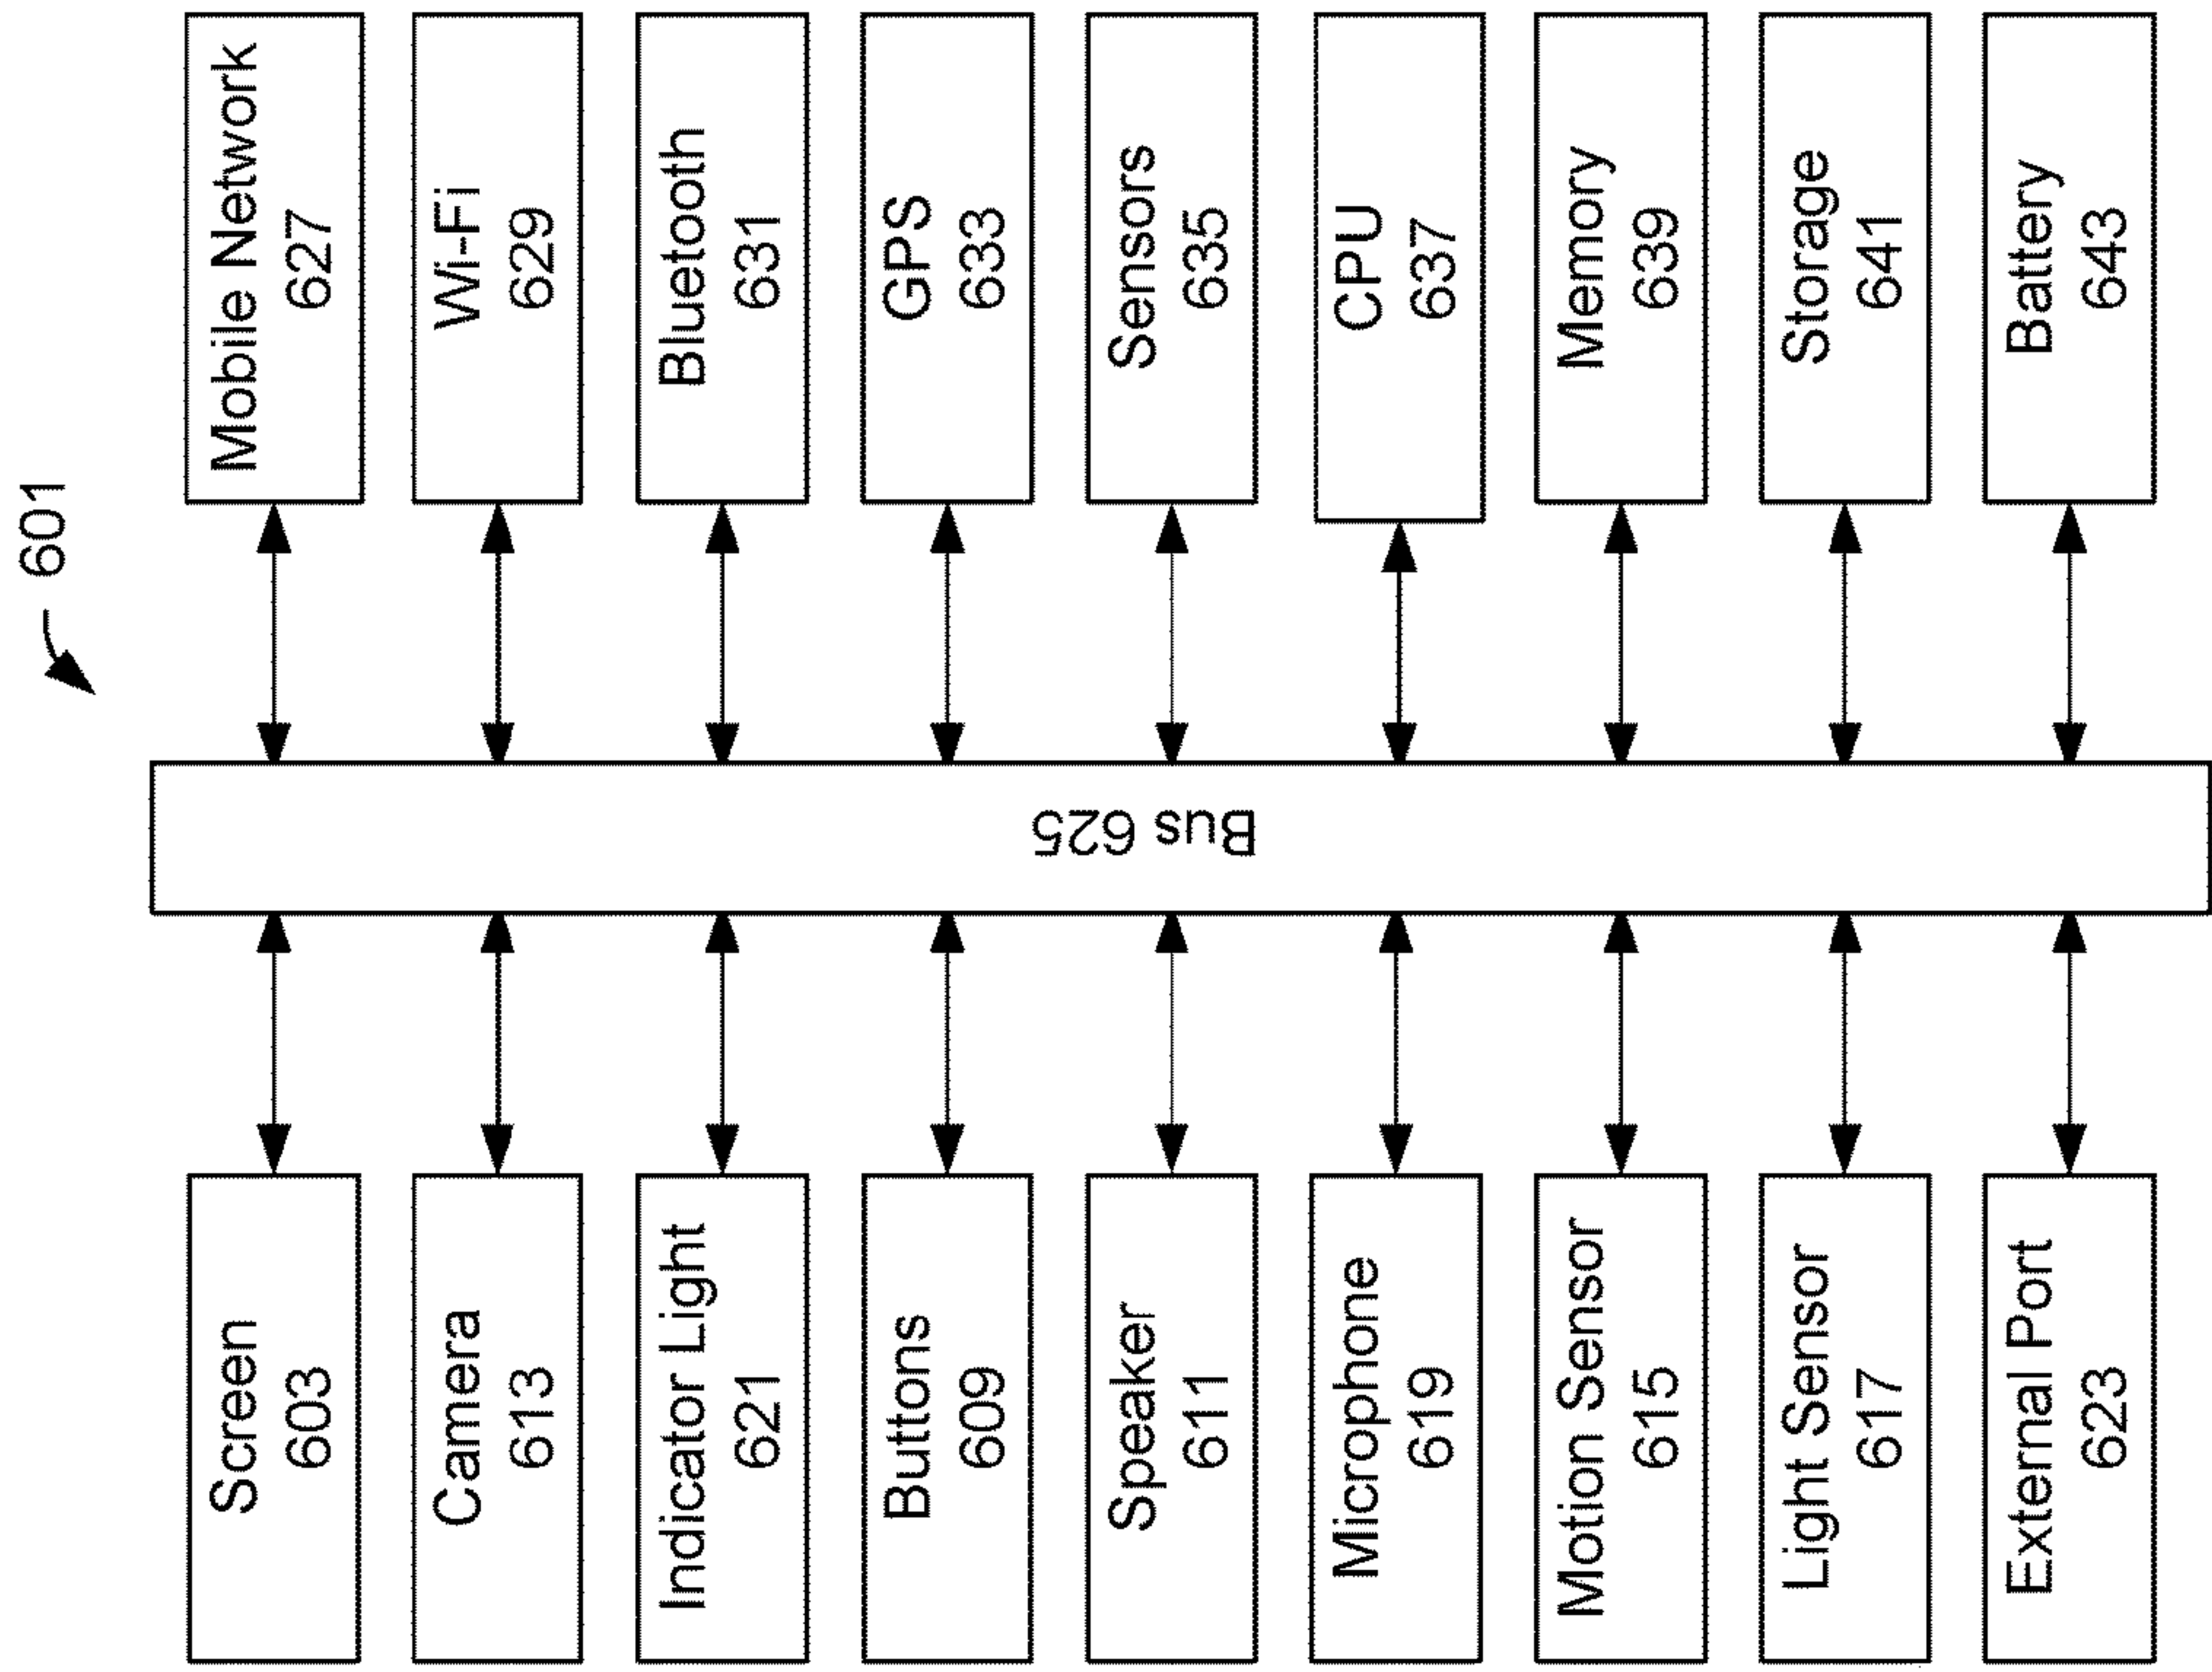 601
Screen
603
Camera
613
Indicator Light
621
Buttons
609
Speaker
611
Microphone
619
Motion Sensor
615
Light Sensor
617
External Port
623
Bus 625
Mobile Network
627
Wi-Fi
629
Bluetooth
631
GPS
633
Sensors
635
CPU
637
Memory
639
Storage
641
Battery
643